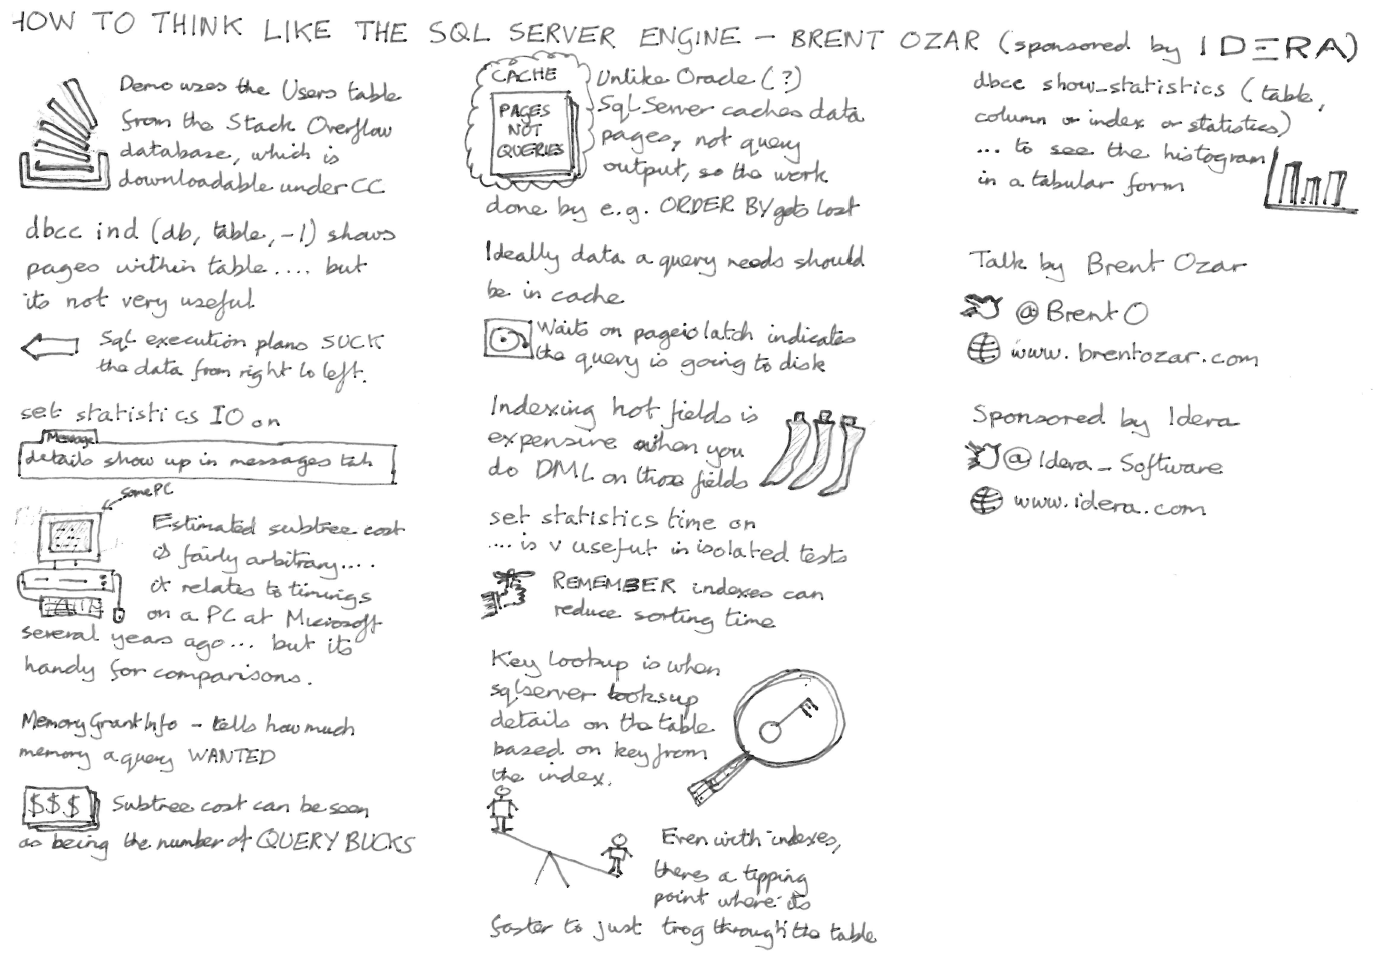 HOW TO THINK LIKE THE SQL SERVER ENGINE – BRENT OZAR (sponsored by IDERA)
Demo uses the Users table
from the Stack Overflow
database, which is
downloadable under CC
dbcc ind (db, table, -1) shows
pages within table.... but
its not very useful
Sql execution plans SUCK
the data from right to left.
set statistics IO on
Message
details show up in messages tab
some PC
Estimated subtree cost
is fairly arbitrary....
it relates to timings
on a PC at Microsoft
several years ago... but its
handy for comparisons.
Memory Grant Info – tells how much
memory a query WANTED
$$$ Subtree cost can be seen
as being the number of QUERY BUCKS
CACHE
PAGES
NOT
QUERIES
Unlike Oracle (?)
Sql Server caches data
pages, not query
output, so the work
done by e.g. ORDER BY gets lost
Ideally data a query needs should
be in cache
Waits on pageio latch indicates
the query is going to disk
Indexing hot fields is
expensive when you
do DML on those fields
set statistics time on
.... is v useful in isolated tests
REMEMBER indexes can
reduce sorting time
Key lookup is when
sqlserver looksup
details on the table
based on key from
the index.
Even with indexes,
theres a tipping
point where its
faster to just trog through the table
dbcc show_statistics (table,
column or index or statistics)
... to see the histogram
in a tabular form
Talk by Brent Ozar
@BrentO
www.brentozar.com
Sponsored by Idera
@Idera_Software
www.idera.com